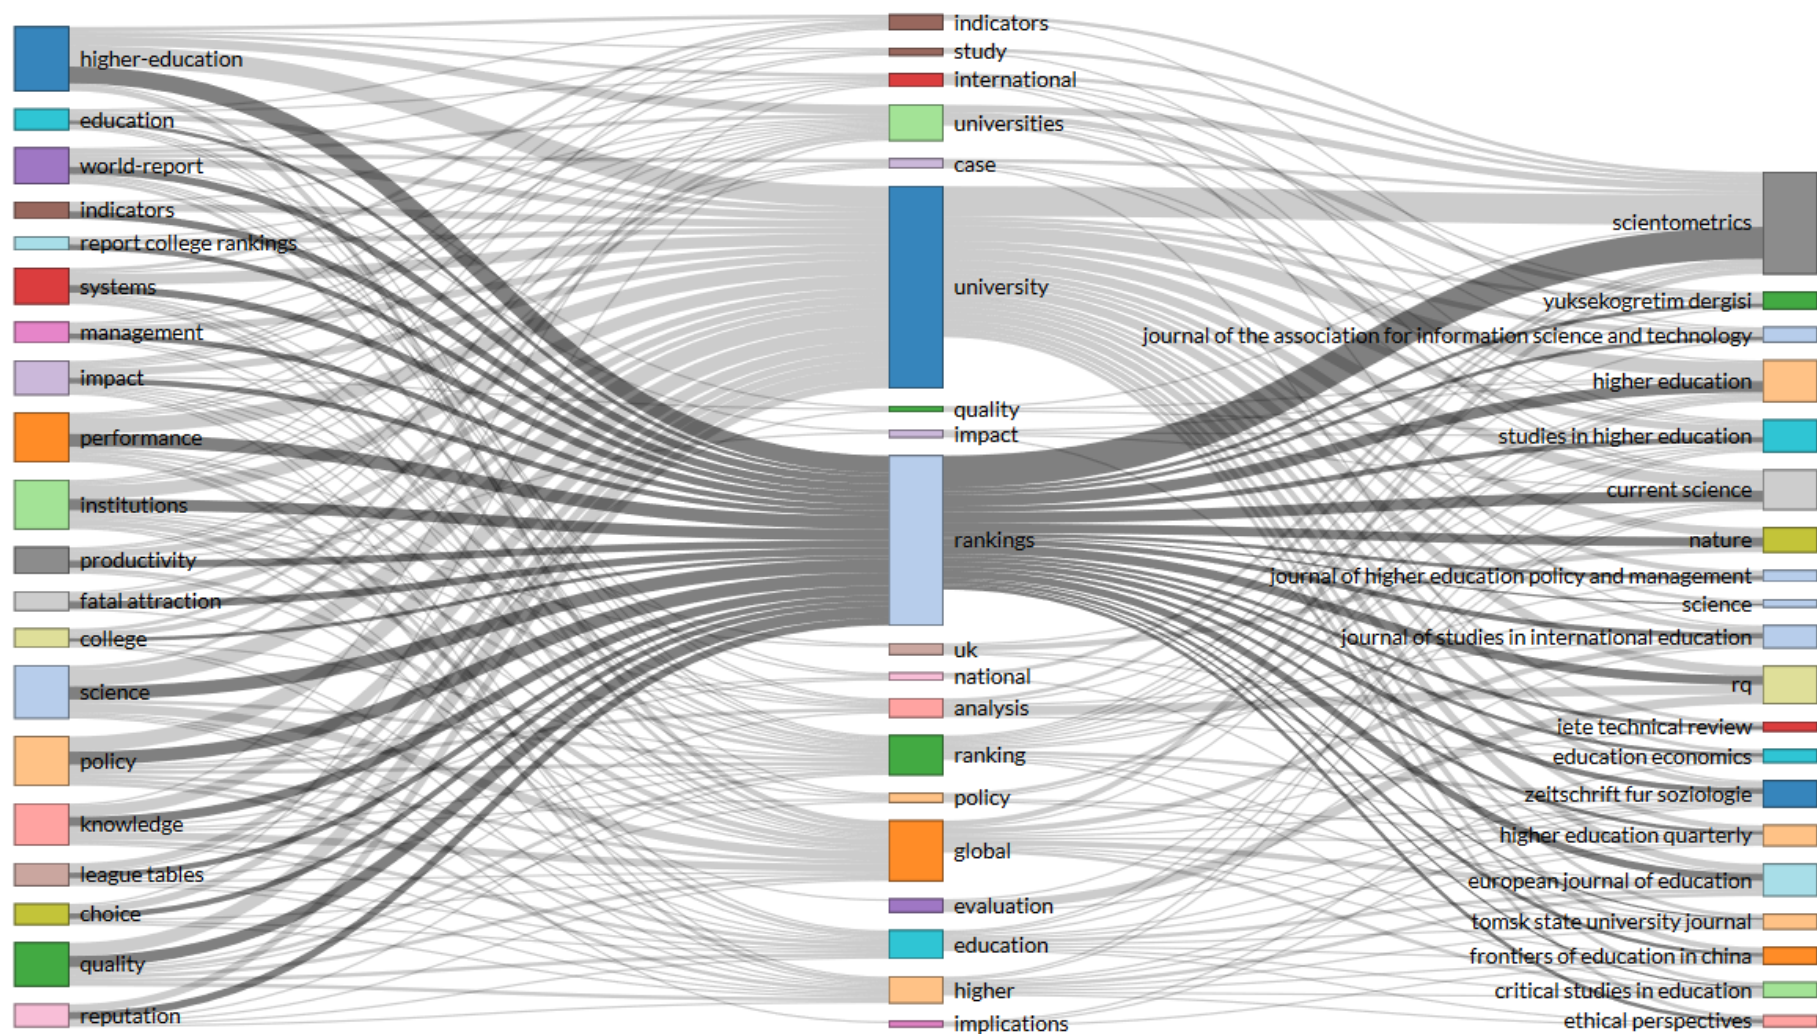 higher-education
education
world-report
indicators
report college rankings
systems
management
impact
performance
institutions
productivity
fatal attraction
college
science
policy
knowledge
league tables
choice
quality
reputation
indicators
study
international
universities
case
university
quality
impact
rankings
uk
national
analysis
ranking
policy
global
evaluation
education
higher
implications
scientometrics
yuksekogretim dergisi
journal of the association for information science and technology
higher education
studies in higher education
current science
nature
journal of higher education policy and management
science
journal of studies in international education
rq
iete technical review
education economics
zeitschrift fur soziologie
higher education quarterly
european journal of education
tomsk state university journal
frontiers of education in china
critical studies in education
ethical perspectives